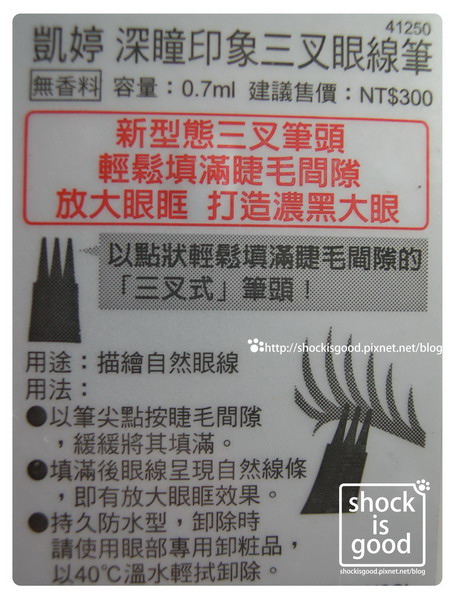 41250
凱婷 深瞳印象三叉眼線筆
無香料 容量：0.7ml 建議售價：NT$300
新型態三叉筆頭
輕鬆填滿睫毛間隙
放大眼眶 打造濃黑大眼
以點狀輕鬆填滿睫毛間隙的
「三叉式」筆頭！
http://shockisgood.pixnet.net/blog
用途：描繪自然眼線
用法：
●以筆尖點按睫毛間隙
，緩緩將其填滿。
●填滿後眼線呈現自然線條
，即有放大眼眶效果。
●持久防水型，卸除時
請使用眼部專用卸粧品，
以40℃溫水輕拭卸除。
shock
is
good
shockisgood.pixnet.net/blog